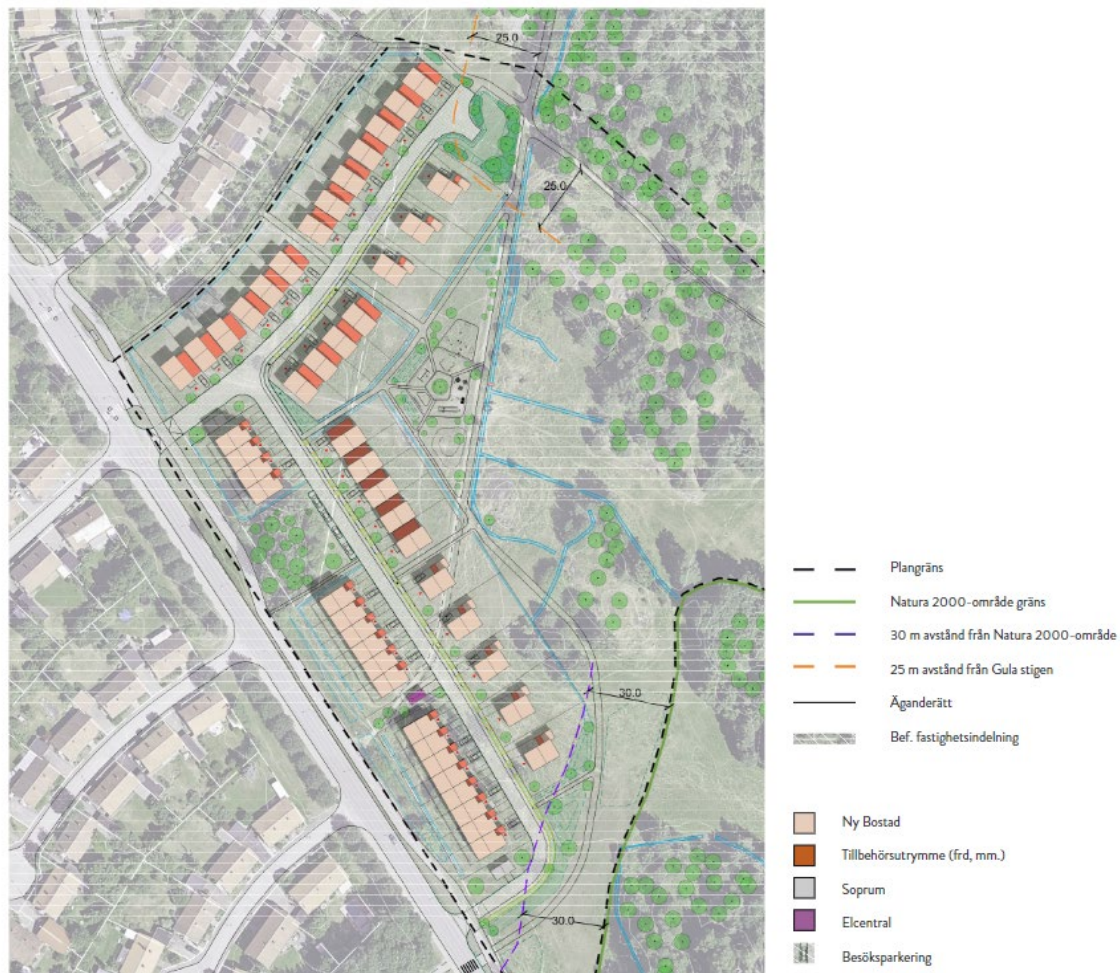 25.0
25.0
30.0
30.0
Plangräns
Natura 2000-område gräns
30 m avstånd från Natura 2000-område
25 m avstånd från Gula stigen
Äganderätt
Bef. fastighetsindelning
Ny Bostad
Tillbehörsutrymme (frd, mm.)
Soprum
Elcentral
Besöksparkering